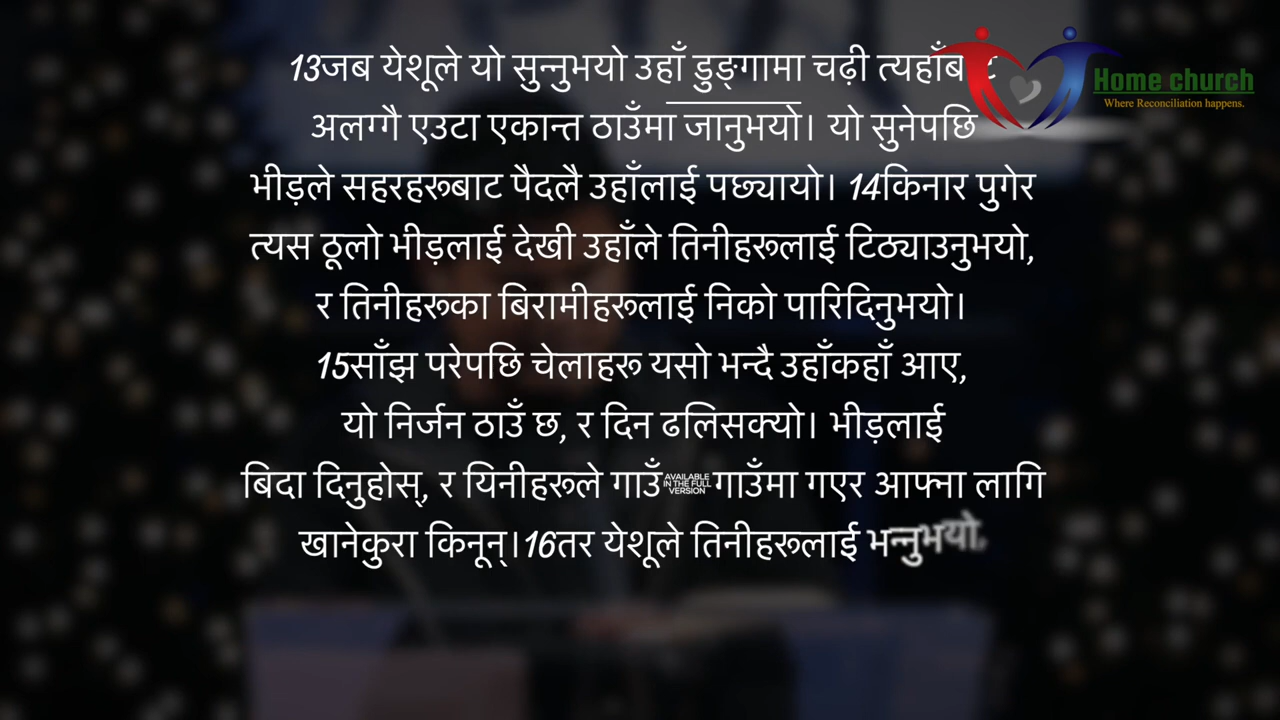 13जब येशूले यो सुन्नुभयो उहाँ डुङ्गामा चढ़ी
अलग्गै एउटा एकान्त ठाउँमा जानुभयो। यो सुनेपछि
भीड़ले सहरहरूबाट पैदलै उहाँलाई पछ्यायो। 14किनार पुगेर
त्यस ठूलो भीड़लाई देखी उहाँले तिनीहरूलाई टिठ्याउनुभयो,
र तिनीहरूका बिरामीहरूलाई निको पारिदिनुभयो।
15साँझ परेपछि चेलाहरू यसो भन्दै उहाँकहाँ आए,
यो निर्जन ठाउँ छ, र दिन ढलिसक्यो। भीड़लाई
बिदा दिनुहोस्, र यिनीहरूले गाउँ AVAILABLE IN THE FULL VERSION गाउँमा गएर आफ्ना लागि
खानेकुरा किनून्।16तर येशूले तिनीहरूलाई भन्नुभयो,
Home church
Where Reconciliation happens.